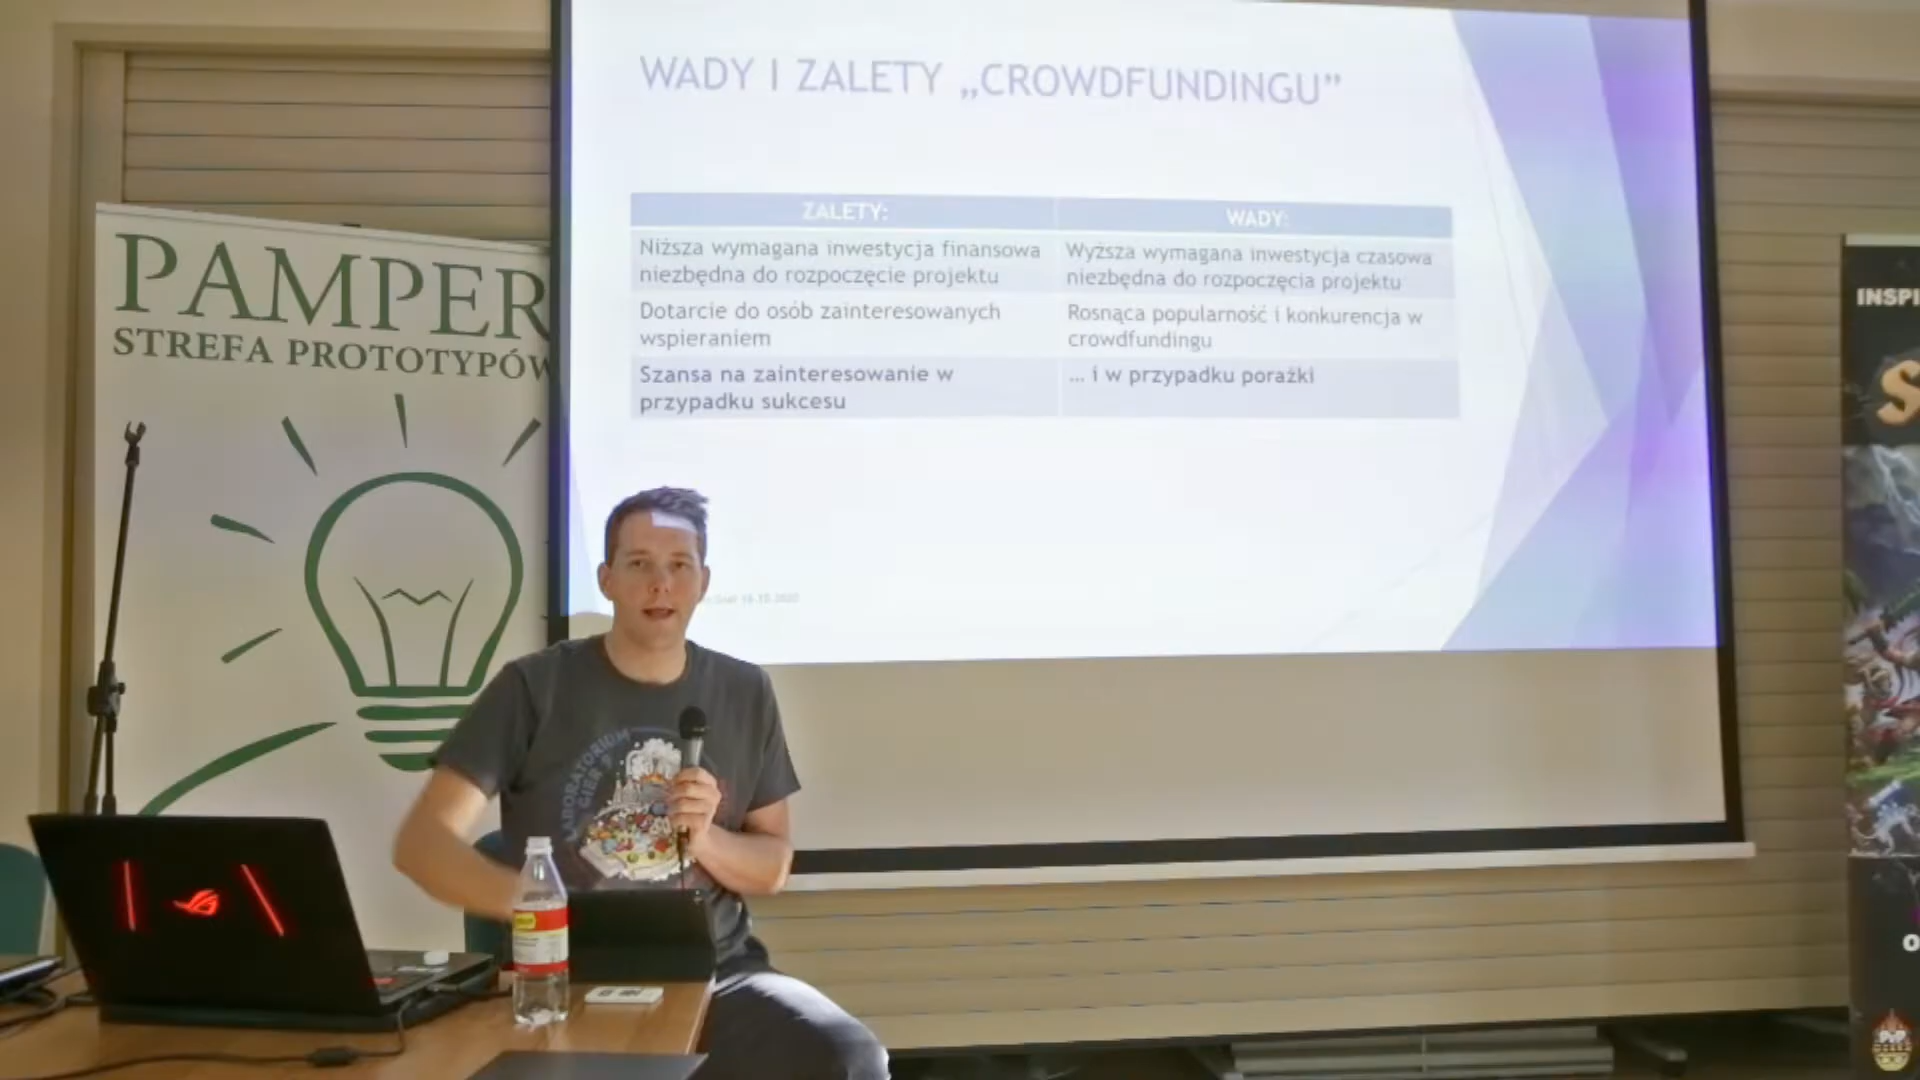 WADY I ZALETY „CROWDFUNDINGU”
ZALETY:
WADY:
Niższa wymagana inwestycja finansowa
niezbędna do rozpoczęcie projektu
Wyższa wymagana inwestycja czasowa
niezbędna do rozpoczęcia projektu
Dotarcie do osób zainteresowanych
wspieraniem
Rosnąca popularność i konkurencja w
crowdfundingu
Szansa na zainteresowanie w
przypadku sukcesu
... i w przypadku porażki
PAMPER
STREFA PROTOTYPÓW
LABORATORIUM
GIER
INSPI
S
O